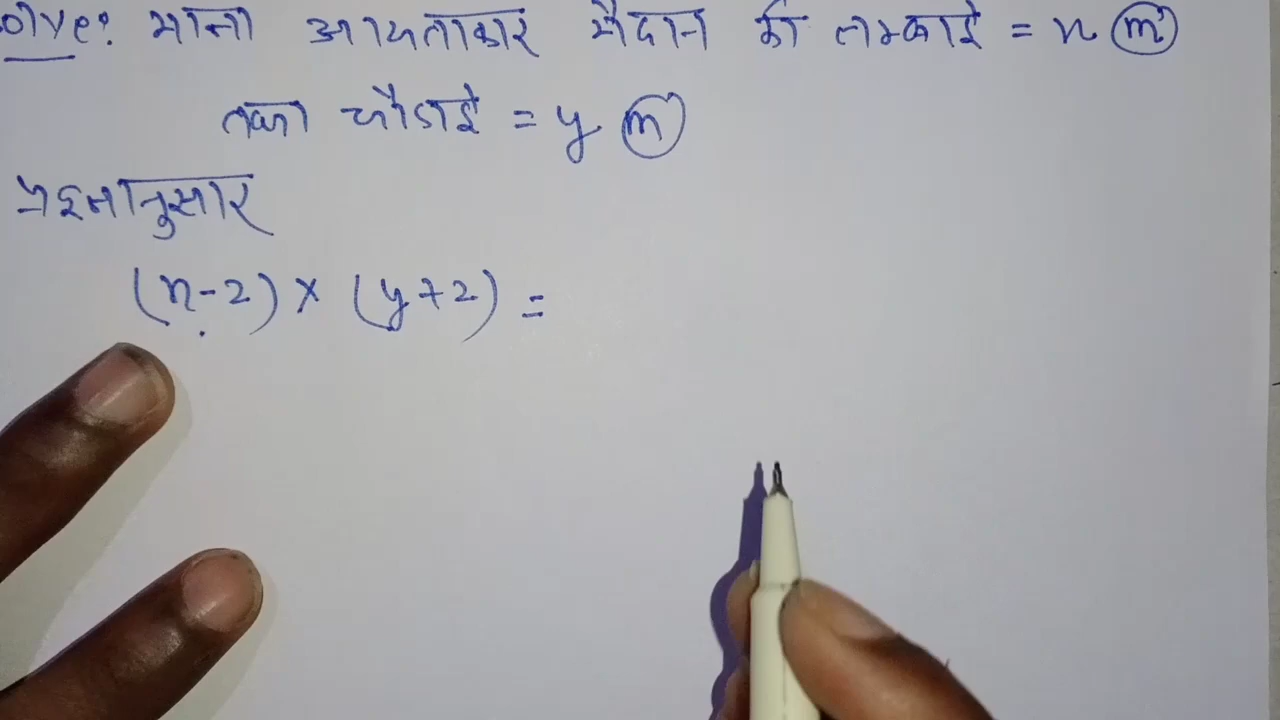 olve: माना आयताकार मैदान की लम्बाई = x m
तथा चौड़ाई = y m
प्रश्नानुसार
(x-2) × (y+2) =